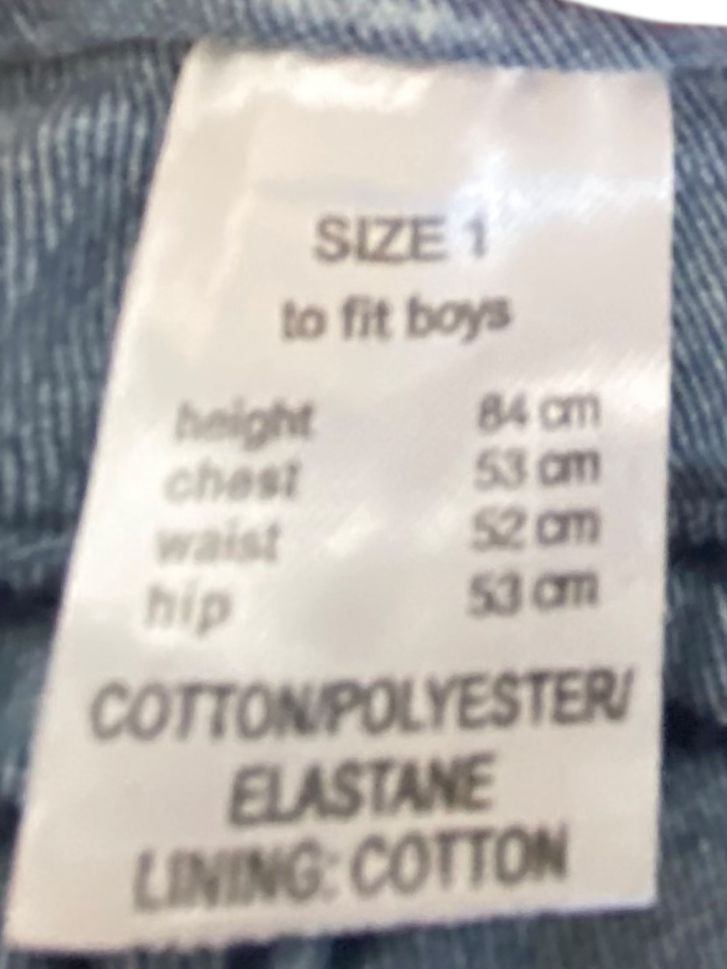 SIZE 1
to fit boys
height 84 cm
chest 53 cm
waist 52 cm
hip 53 cm
COTTON/POLYESTER/
ELASTANE
LINING: COTTON